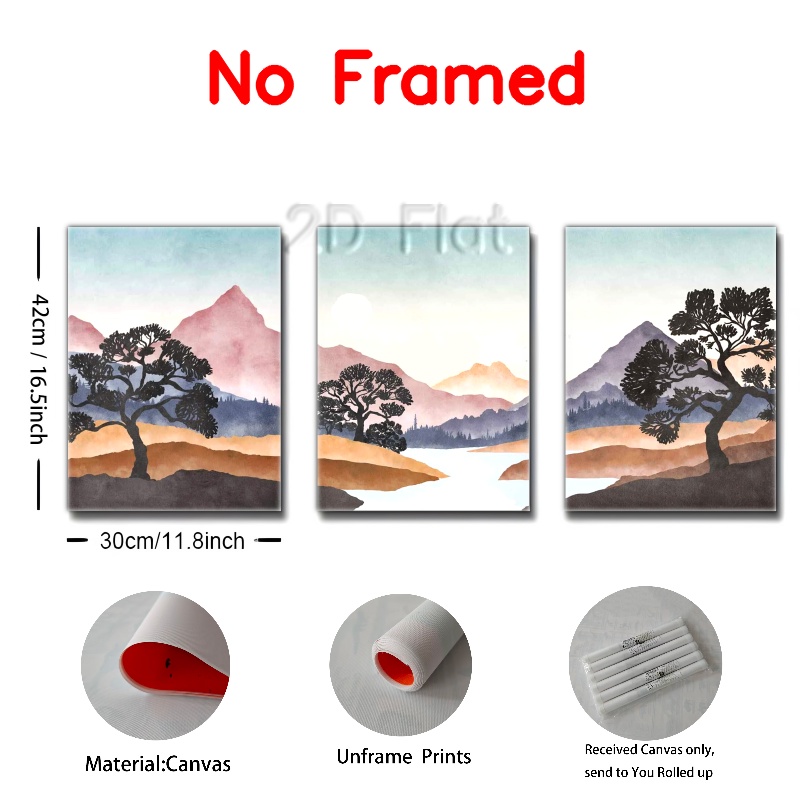 No Framed
2D Flat
42cm / 16.5inch
30cm/11.8inch
Material:Canvas
Unframe Prints
Received Canvas only,
send to You Rolled up